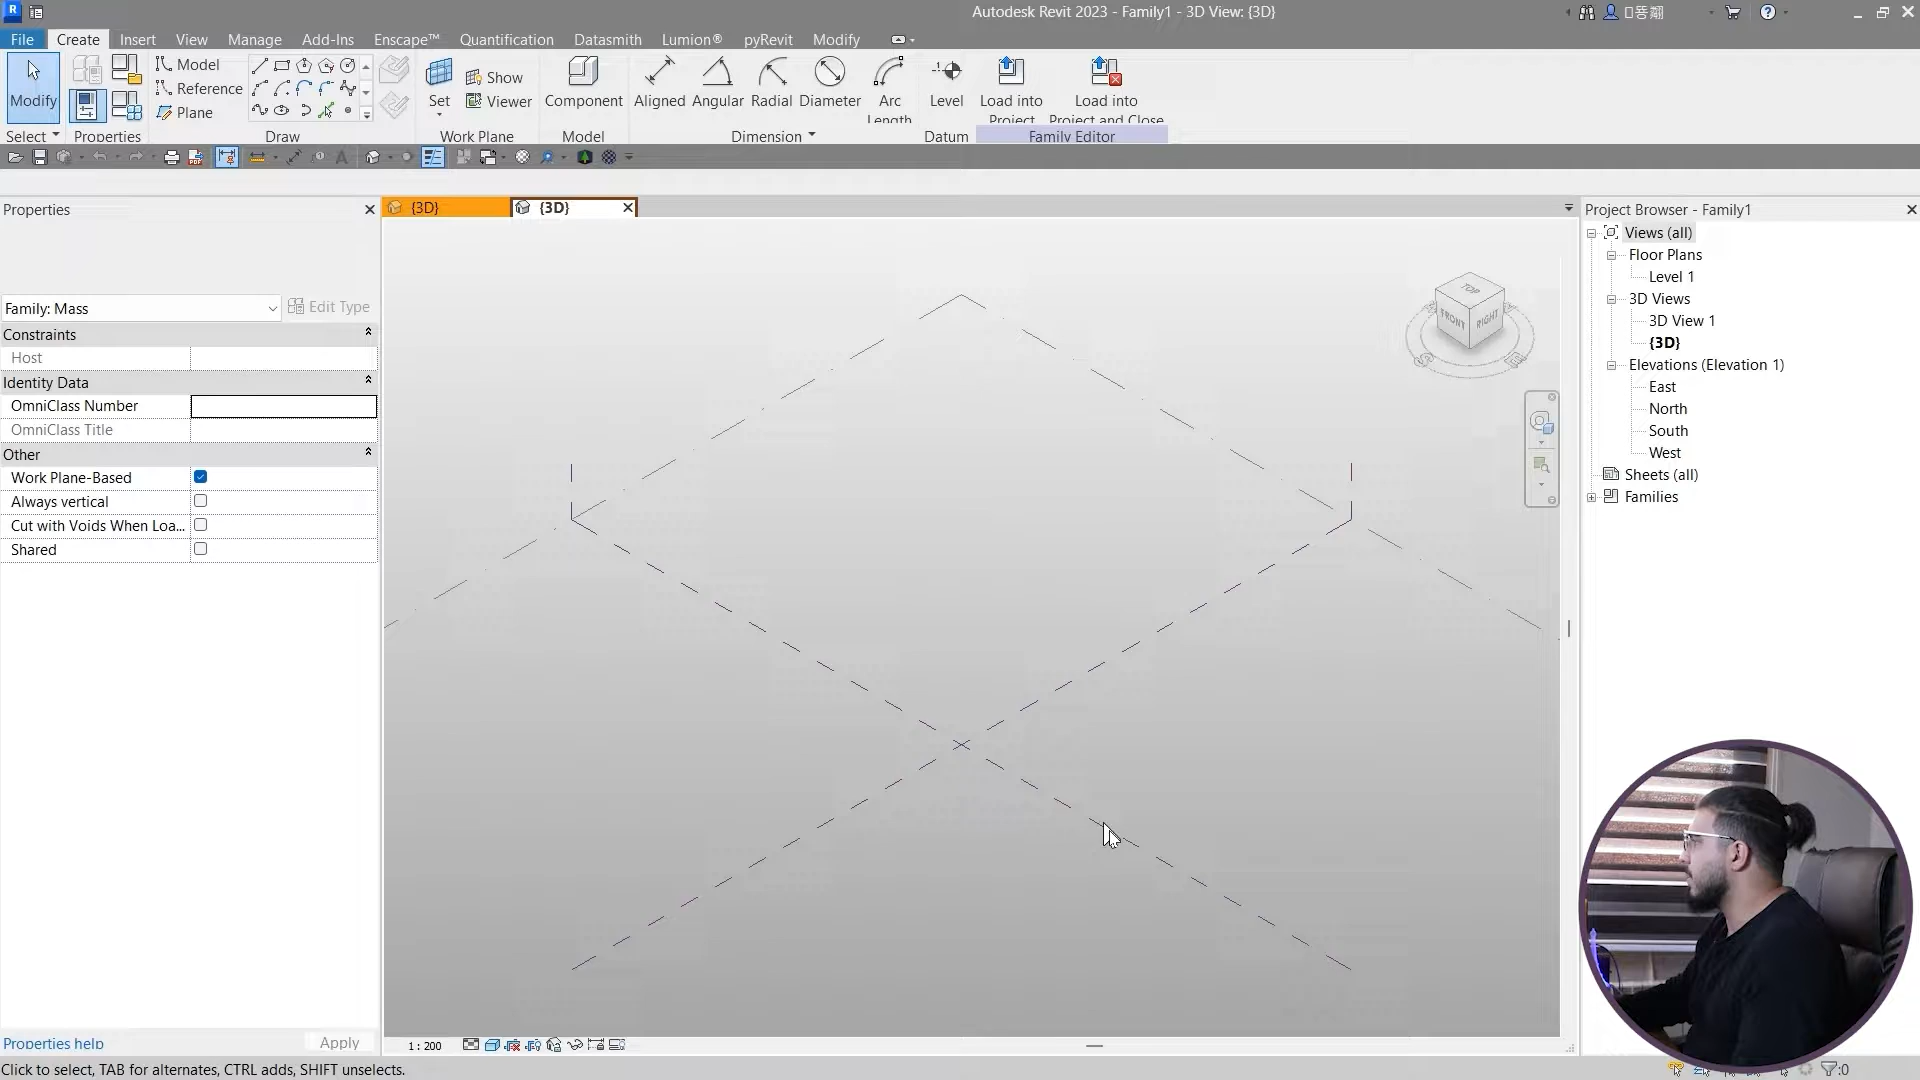 Autodesk Revit 2023 - Family1 - 3D View: {3D}
File Create Insert View Manage Add-Ins Enscape™ Quantification Datasmith Lumion® pyRevit Modify
Modify
Model
Reference
Plane
Set
Show
Viewer
Component
Aligned
Angular
Radial
Diameter
Arc
Length
Level
Load into
Project
Load into
Project and Close
Select
Properties
Draw
Work Plane
Model
Dimension
Datum
Family Editor
Properties
Family: Mass
Edit Type
Constraints
Host
Identity Data
OmniClass Number
OmniClass Title
Other
Work Plane-Based
Always vertical
Cut with Voids When Loa...
Shared
Properties help
Apply
{3D}
{3D}
TOP
FRONT
RIGHT
1 : 200
Project Browser - Family1
Views (all)
Floor Plans
Level 1
3D Views
3D View 1
{3D}
Elevations (Elevation 1)
East
North
South
West
Sheets (all)
Families
Click to select, TAB for alternates, CTRL adds, SHIFT unselects.
:0